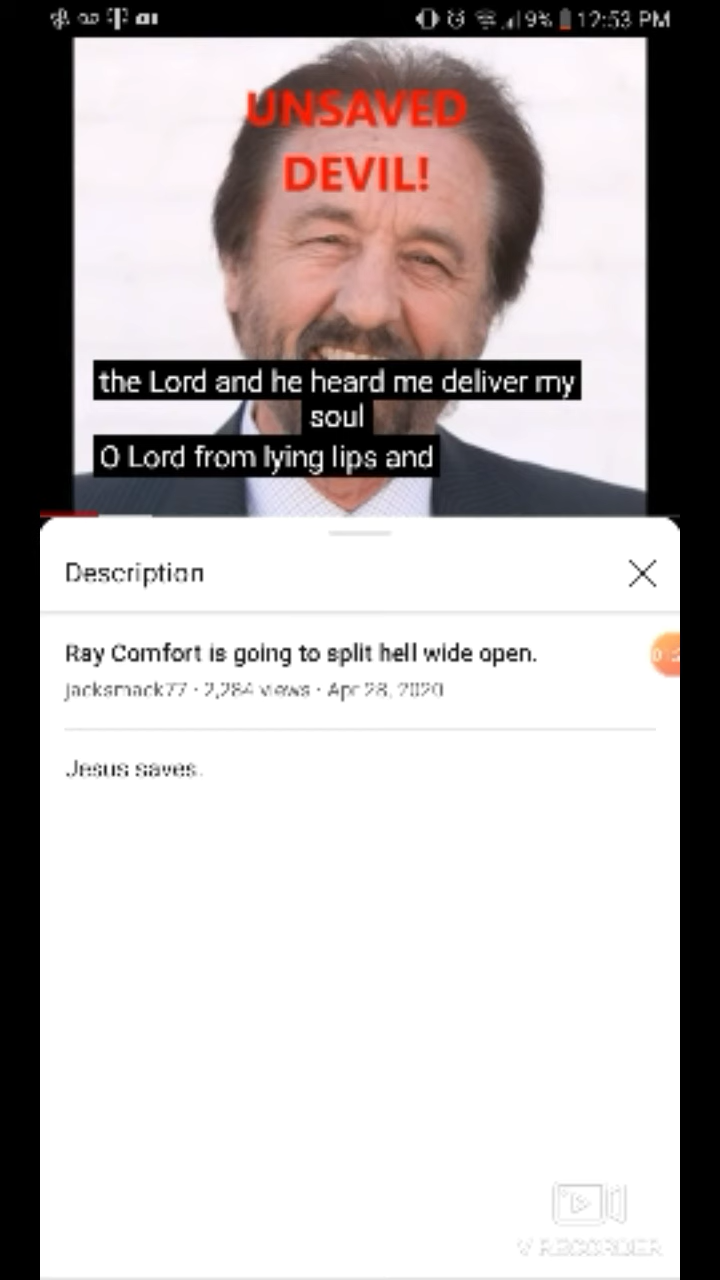 9% 12:53 PM
UNSAVED
DEVIL!
the Lord and he heard me deliver my
soul
O Lord from lying lips and
Description
Ray Comfort is going to split hell wide open.
jacksmack77 · 2,284 views · Apr 28, 2020
Jesus saves.
V RECORDER